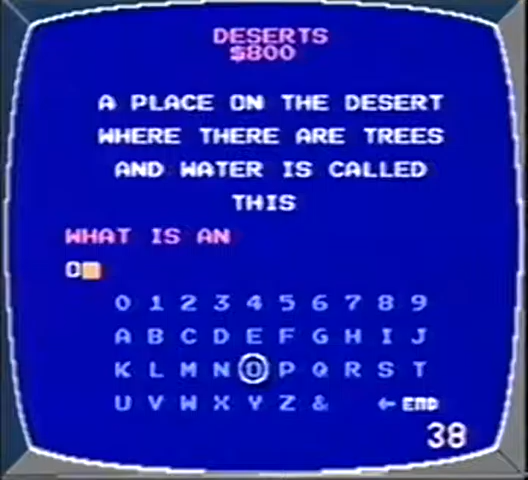 DESERTS
$800
A PLACE ON THE DESERT
WHERE THERE ARE TREES
AND WATER IS CALLED
THIS
WHAT IS AN
O
0 1 2 3 4 5 6 7 8 9
A B C D E F G H I J
K L M N O P Q R S T
U V W X Y Z & ← END
38